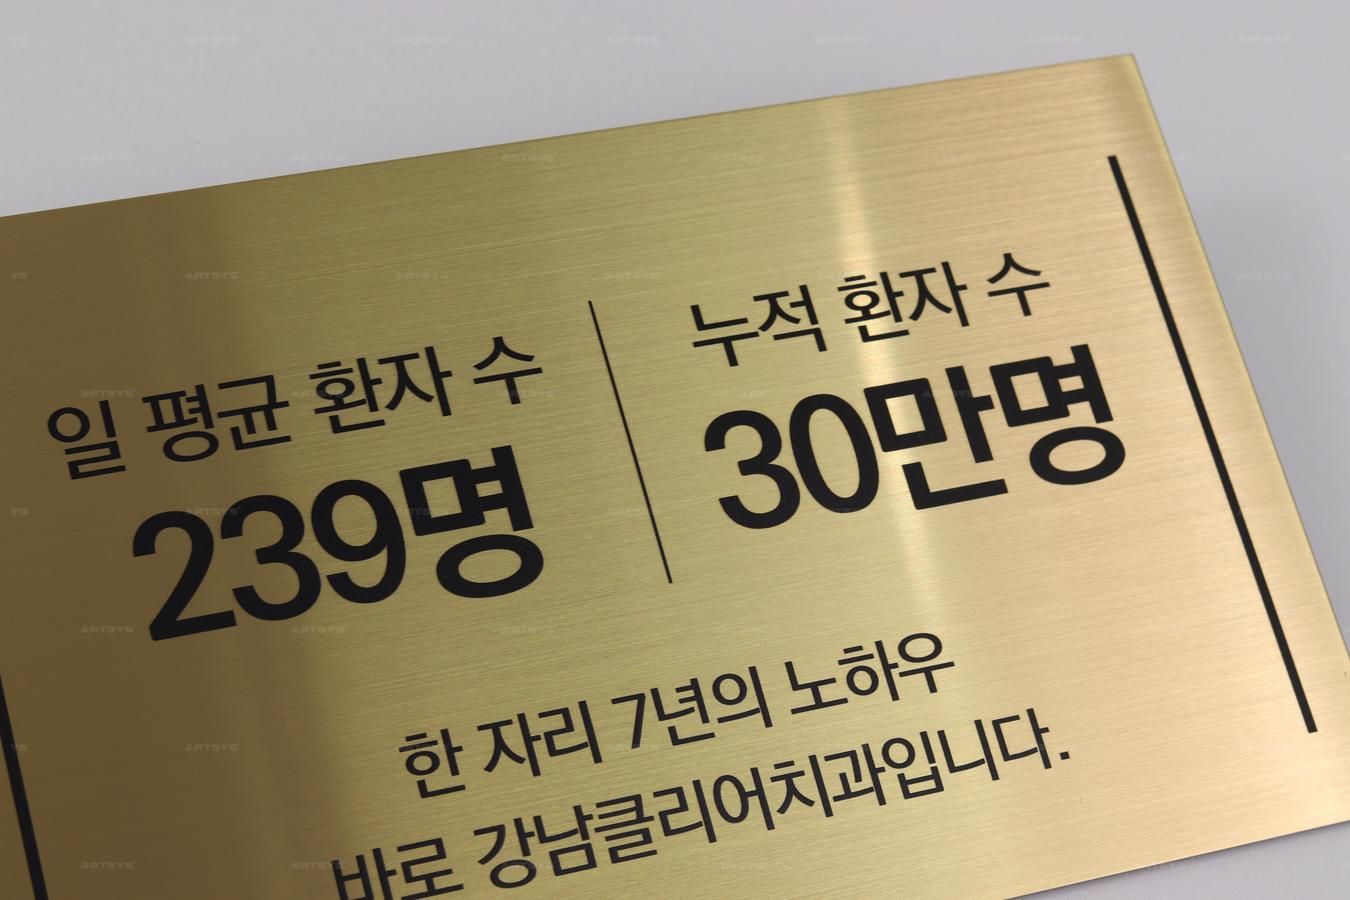 일 평균 환자 수
239명
누적 환자 수
30만명
한 자리 7년의 노하우
바로 강남클리어치과입니다.
ARTSYS